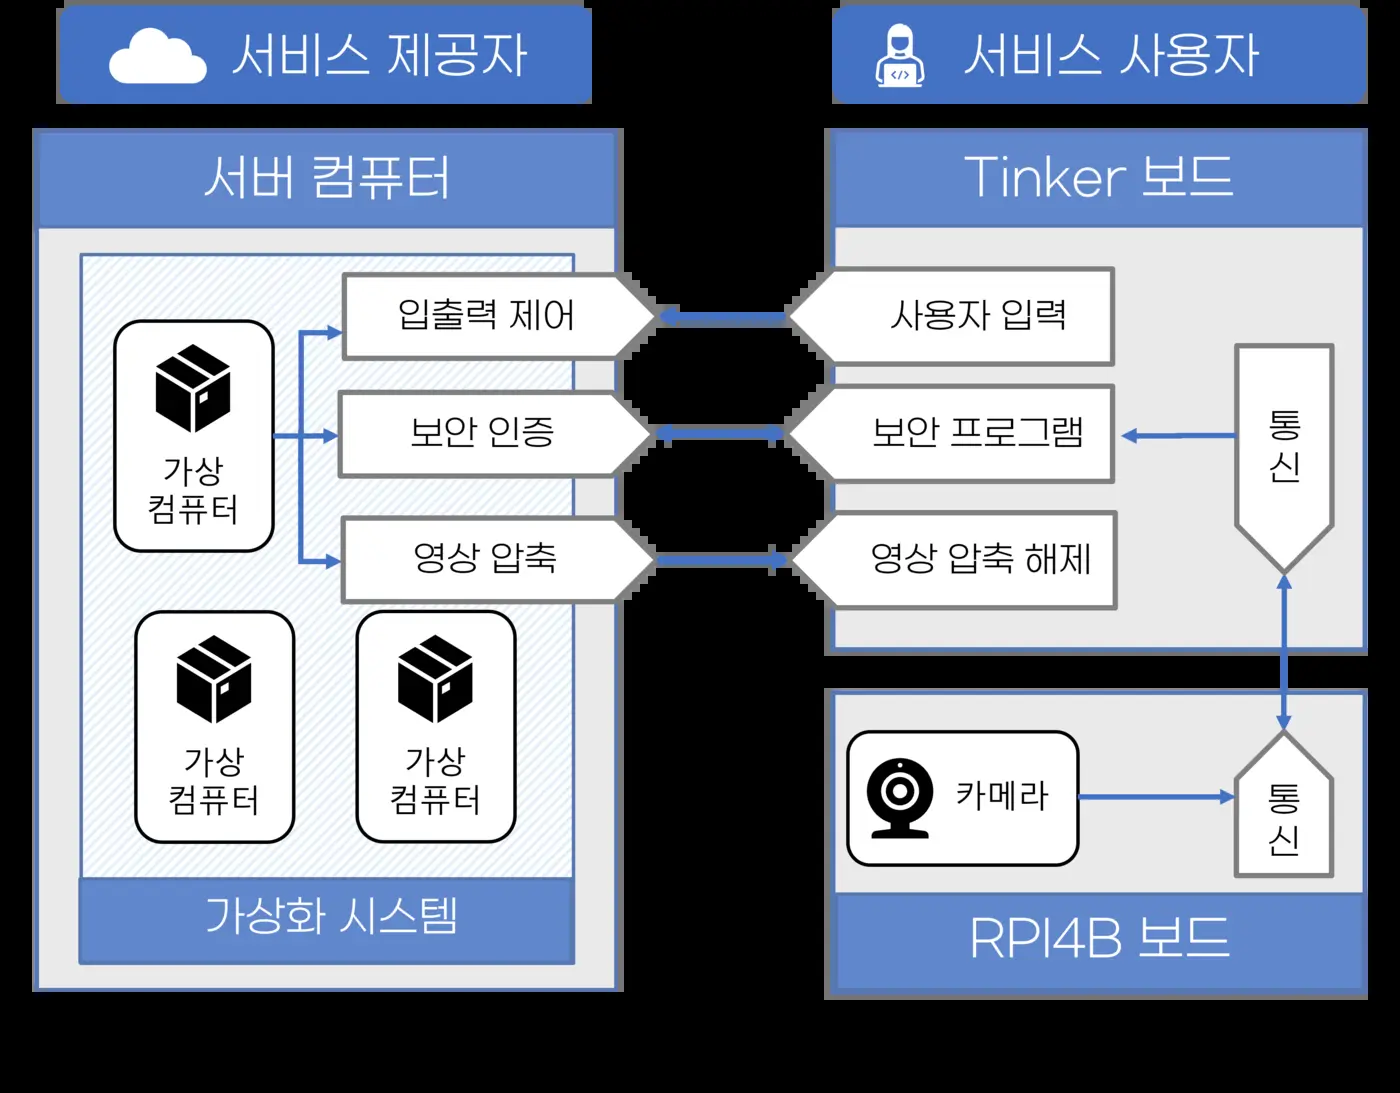 서비스 제공자
서비스 사용자
</>
서버 컴퓨터
입출력 제어
보안 인증
영상 압축
가상
컴퓨터
가상
컴퓨터
가상
컴퓨터
가상화 시스템
Tinker 보드
사용자 입력
보안 프로그램
영상 압축 해제
통
신
카메라
통
신
RPI4B 보드